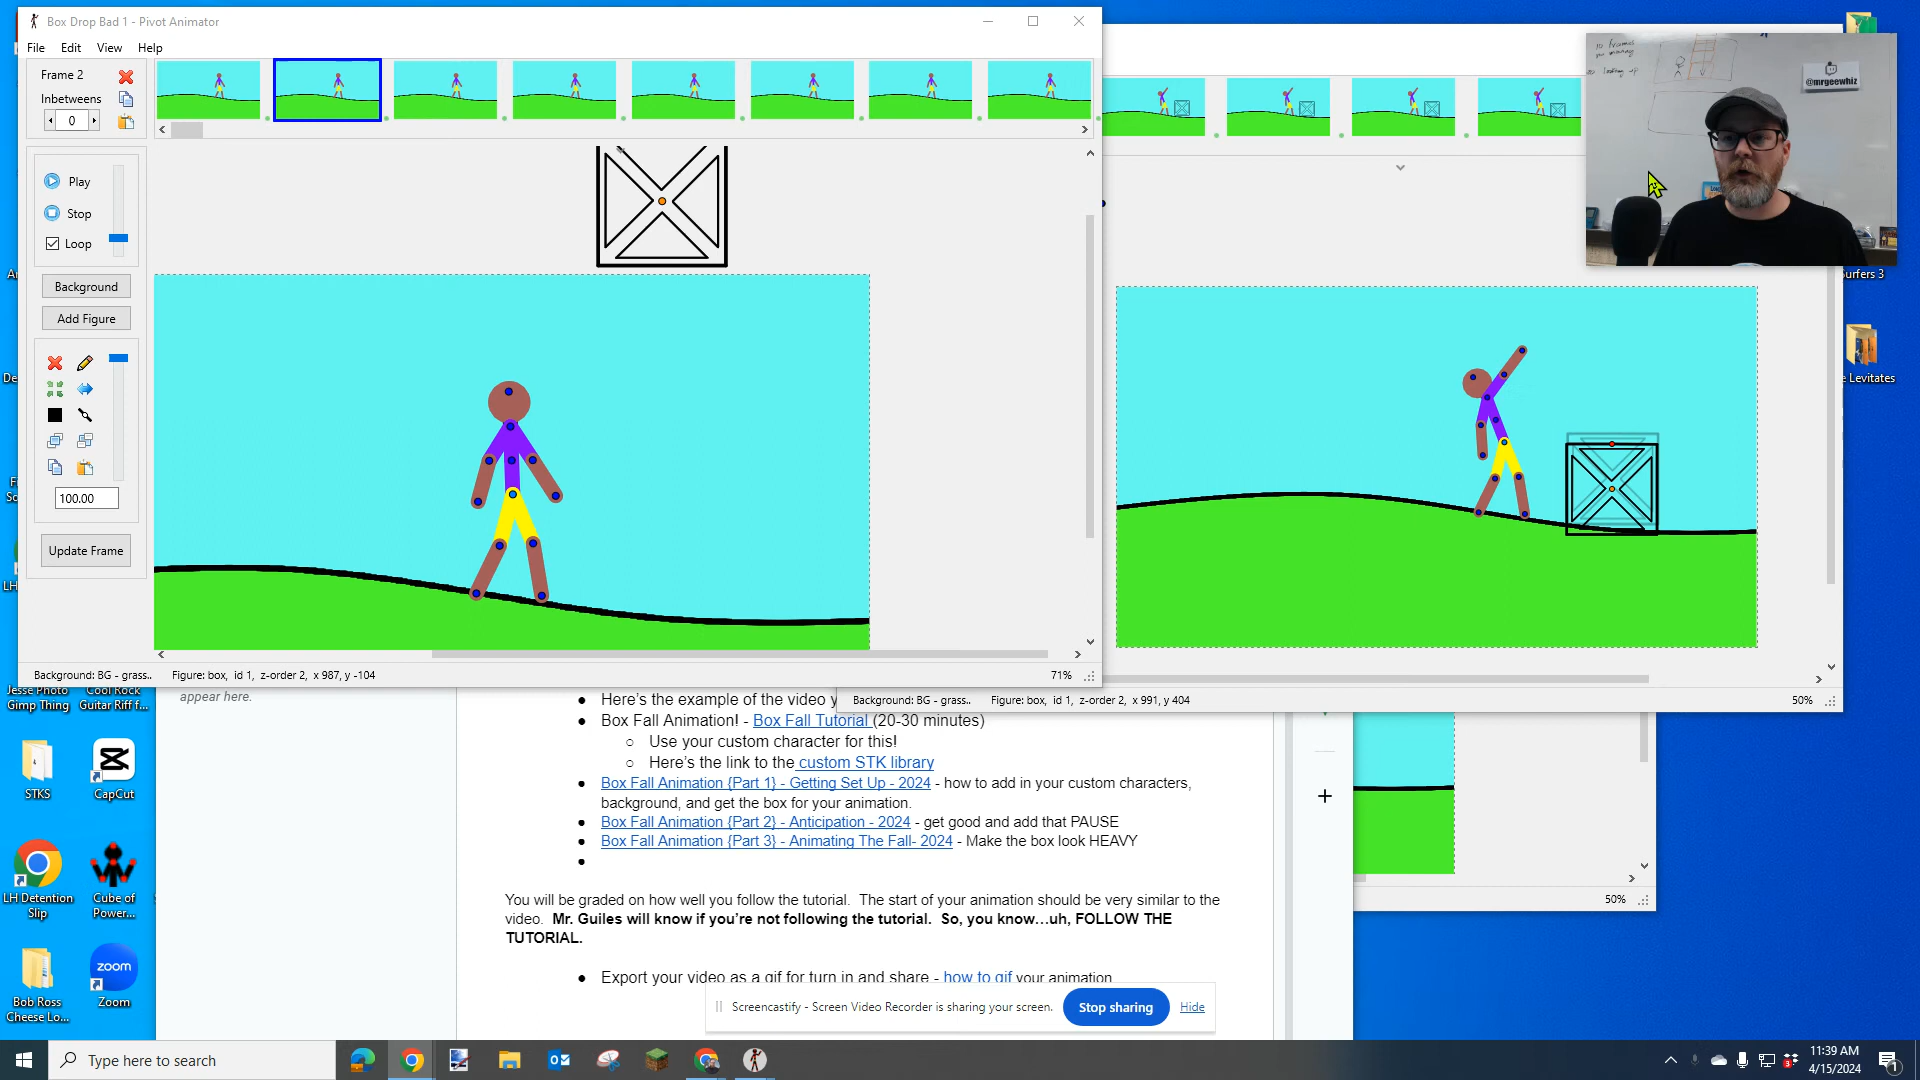 Box Drop Bad 1 - Pivot Animator
File Edit View Help
Frame 2
Inbetweens
0
Play
Stop
Loop
Background
Add Figure
100.00
Update Frame
Background: BG - grass.. Figure: box, id 1, z-order 2, x 987, y -104 71%
@mrgeewhiz
urfers 3
e Levitates
Background: BG - grass.. Figure: box, id 1, z-order 2, x 991, y 404 50%
50%
appear here.
Here's the example of the video y
Box Fall Animation! - Box Fall Tutorial (20-30 minutes)
Use your custom character for this!
Here's the link to the custom STK library
Box Fall Animation {Part 1} - Getting Set Up - 2024 - how to add in your custom characters,
background, and get the box for your animation.
Box Fall Animation {Part 2} - Anticipation - 2024 - get good and add that PAUSE
Box Fall Animation {Part 3} - Animating The Fall- 2024 - Make the box look HEAVY
You will be graded on how well you follow the tutorial. The start of your animation should be very similar to the
video. Mr. Guiles will know if you're not following the tutorial. So, you know…uh, FOLLOW THE
TUTORIAL.
Export your video as a gif for turn in and share - how to gif your animation
Screencastify - Screen Video Recorder is sharing your screen. Stop sharing Hide
Jesse Photo
Gimp Thing
Cool Rock
Guitar Riff f...
STKS
CapCut
LH Detention
Slip
Cube of
Power...
Bob Ross
Cheese Lo...
zoom
Zoom
Type here to search
11:39 AM
4/15/2024